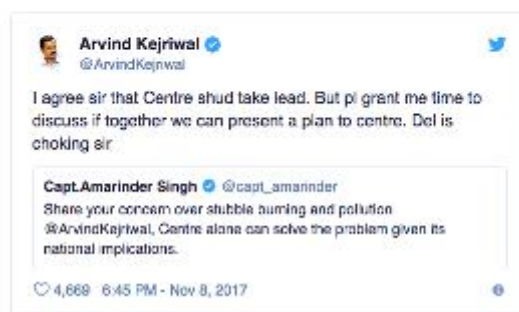 Arvind Kejriwal
@ArvindKejriwal
I agree sir that Centre shud take lead. But pl grant me time to
discuss if together we can present a plan to centre. Del is
choking sir
Capt.Amarinder Singh @capt_amarinder
Share your concern over stubble burning and pollution
@ArvindKejriwal, Centre alone can solve the problem given its
national implications.
4,669 6:45 PM - Nov 8, 2017